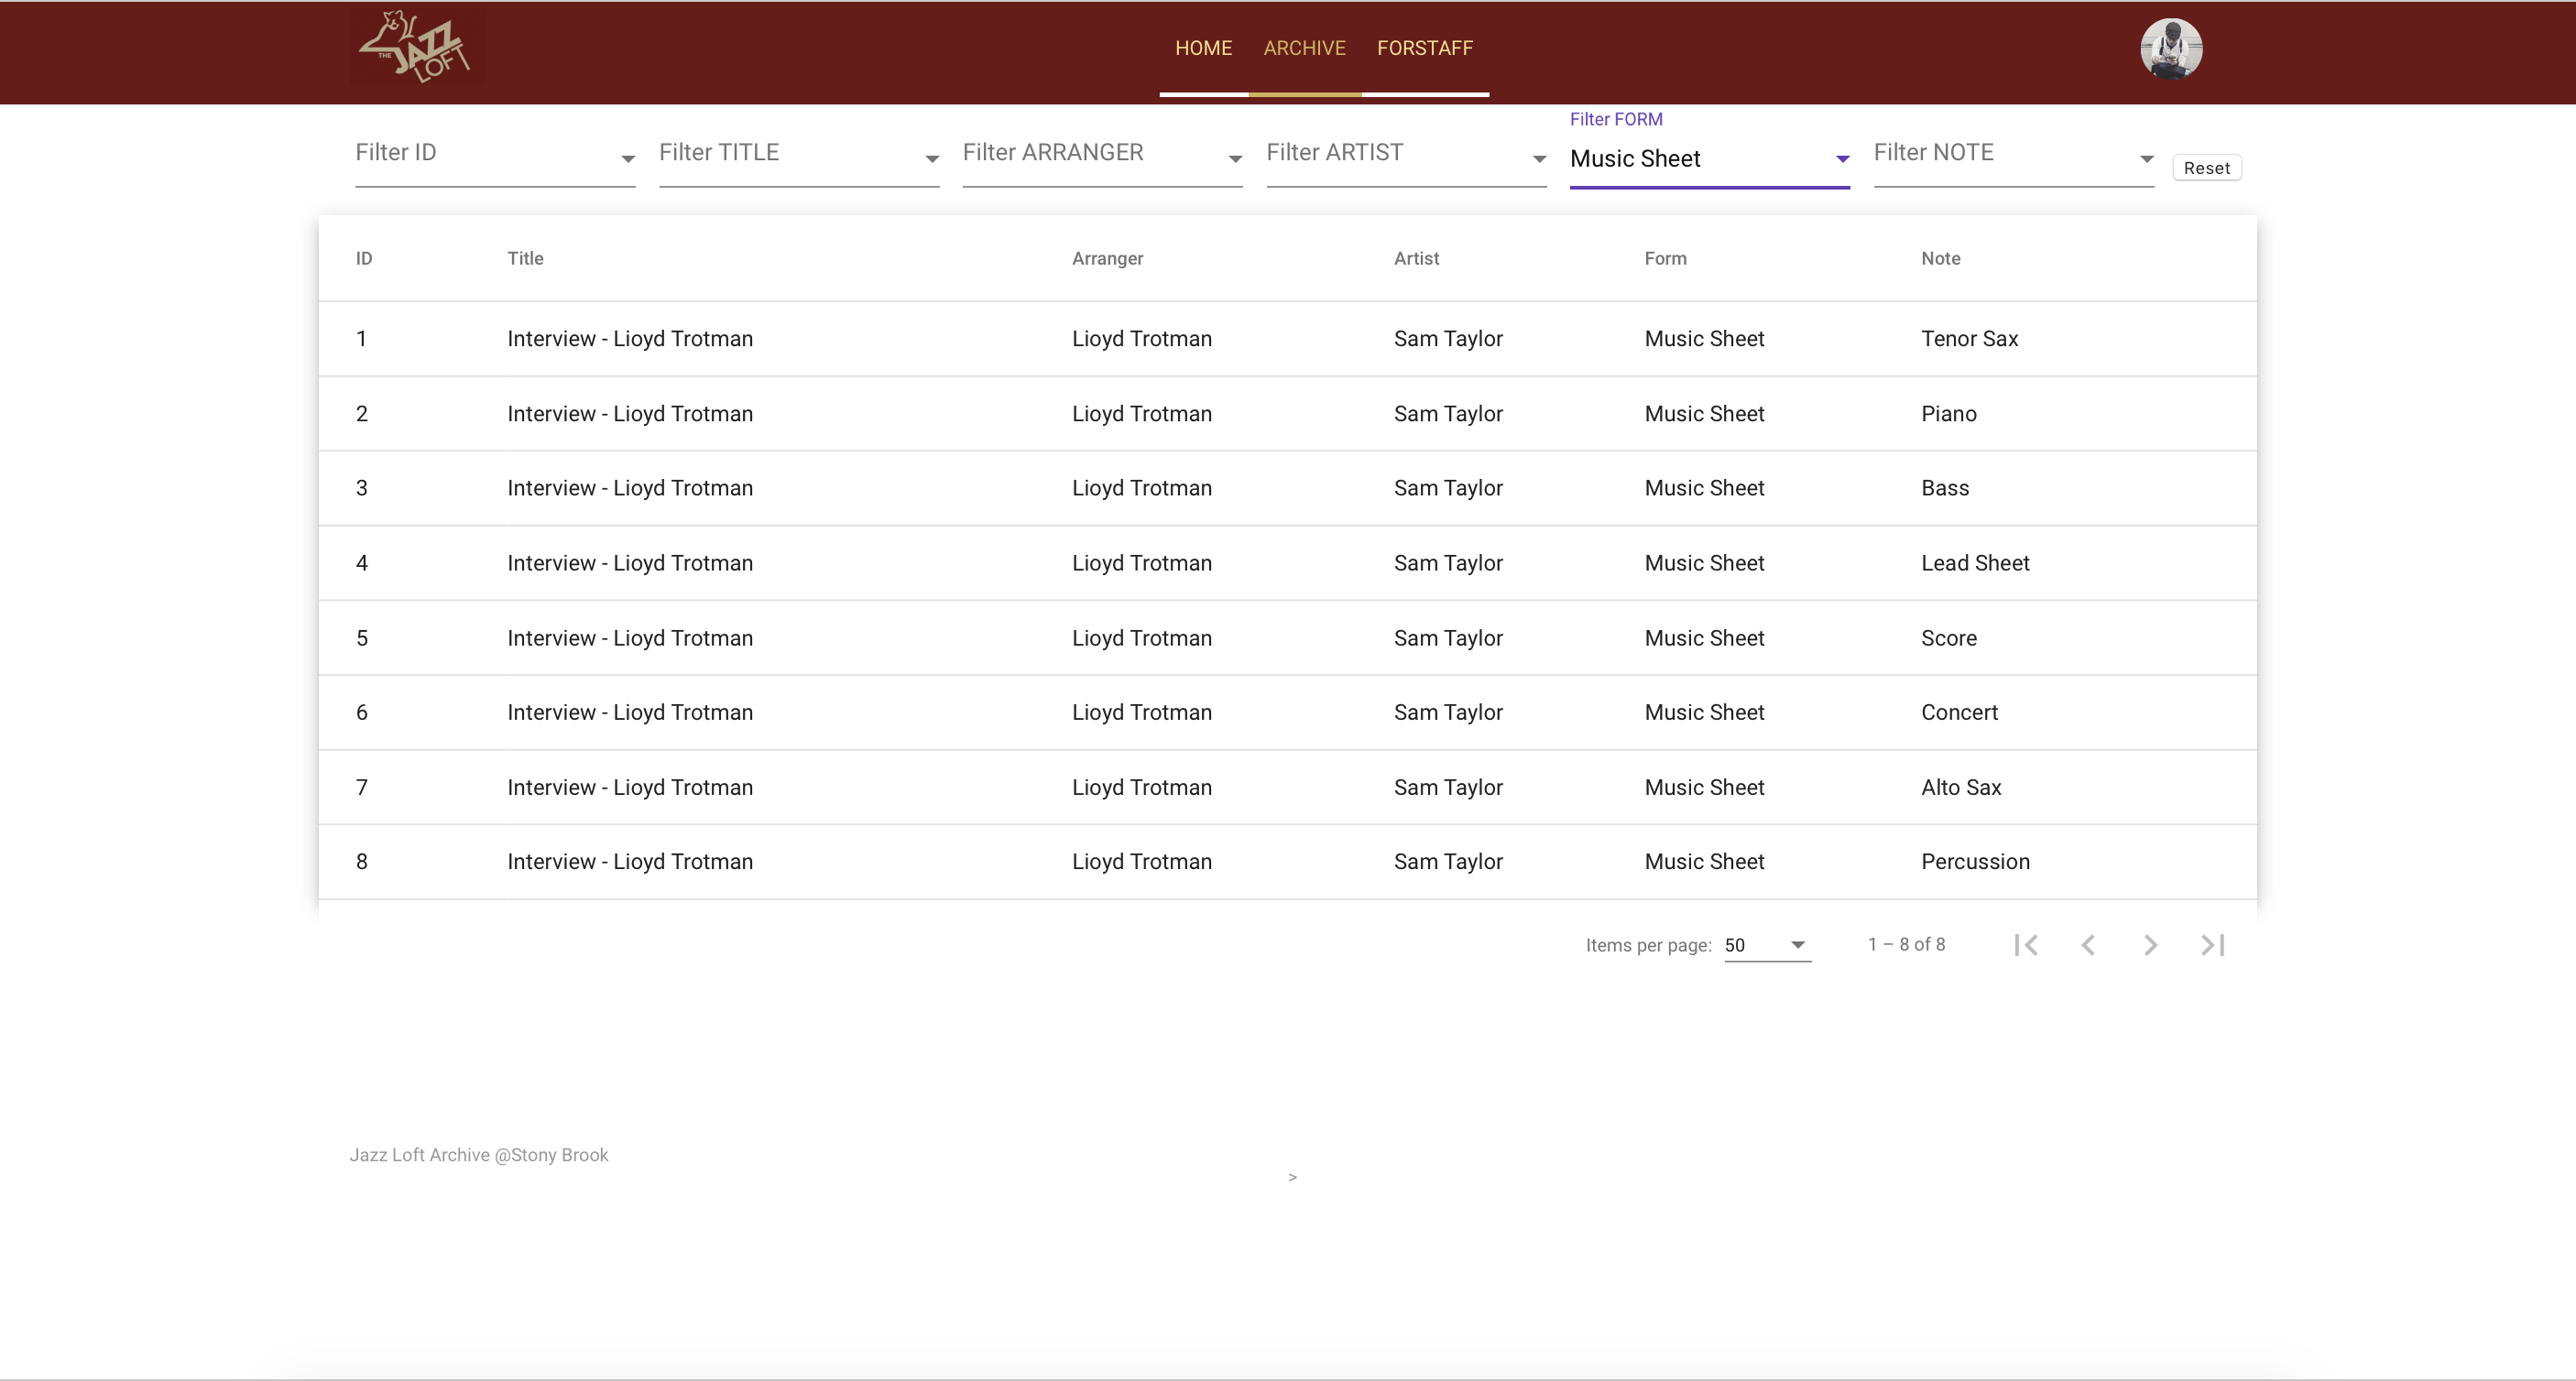 THE JAZZ LOFT
HOME ARCHIVE FORSTAFF
Filter ID Filter TITLE Filter ARRANGER Filter ARTIST Filter FORM Music Sheet Filter NOTE Reset
ID Title Arranger Artist Form Note
1 Interview - Lioyd Trotman Lioyd Trotman Sam Taylor Music Sheet Tenor Sax
2 Interview - Lioyd Trotman Lioyd Trotman Sam Taylor Music Sheet Piano
3 Interview - Lioyd Trotman Lioyd Trotman Sam Taylor Music Sheet Bass
4 Interview - Lioyd Trotman Lioyd Trotman Sam Taylor Music Sheet Lead Sheet
5 Interview - Lioyd Trotman Lioyd Trotman Sam Taylor Music Sheet Score
6 Interview - Lioyd Trotman Lioyd Trotman Sam Taylor Music Sheet Concert
7 Interview - Lioyd Trotman Lioyd Trotman Sam Taylor Music Sheet Alto Sax
8 Interview - Lioyd Trotman Lioyd Trotman Sam Taylor Music Sheet Percussion
Items per page: 50 1 – 8 of 8
Jazz Loft Archive @Stony Brook
>